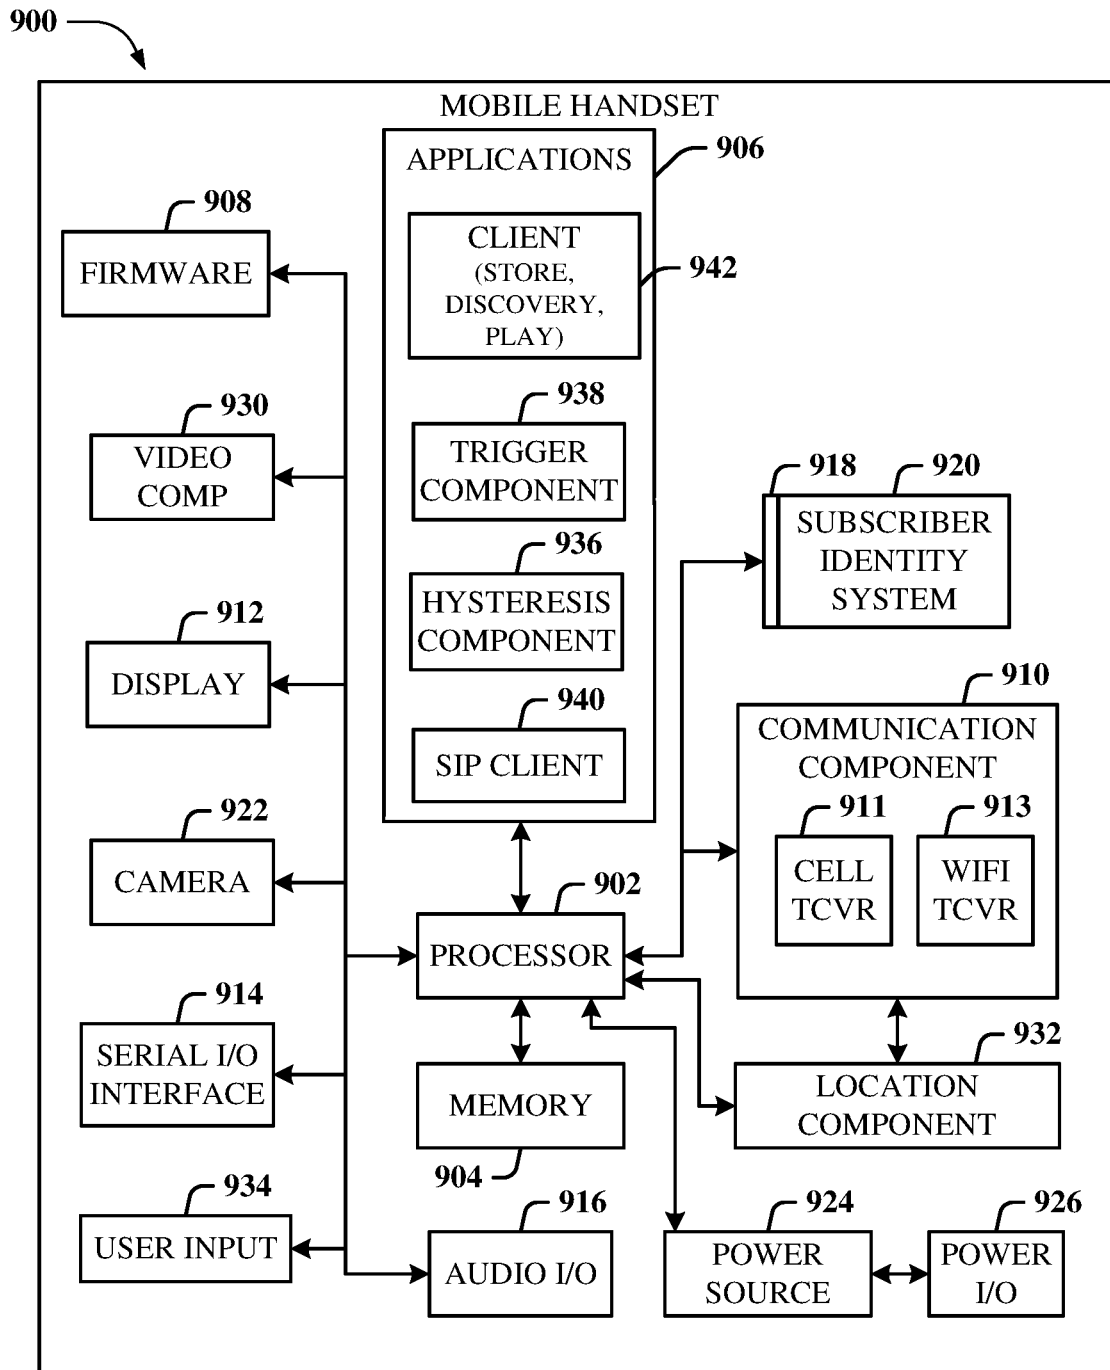 900
MOBILE HANDSET
APPLICATIONS
906
CLIENT
(STORE,
DISCOVERY,
PLAY)
942
938
TRIGGER
COMPONENT
936
HYSTERESIS
COMPONENT
940
SIP CLIENT
908
FIRMWARE
930
VIDEO
COMP
912
DISPLAY
922
CAMERA
914
SERIAL I/O
INTERFACE
934
USER INPUT
902
PROCESSOR
MEMORY
904
916
AUDIO I/O
918
920
SUBSCRIBER
IDENTITY
SYSTEM
910
COMMUNICATION
COMPONENT
911
CELL
TCVR
913
WIFI
TCVR
932
LOCATION
COMPONENT
924
POWER
SOURCE
926
POWER
I/O